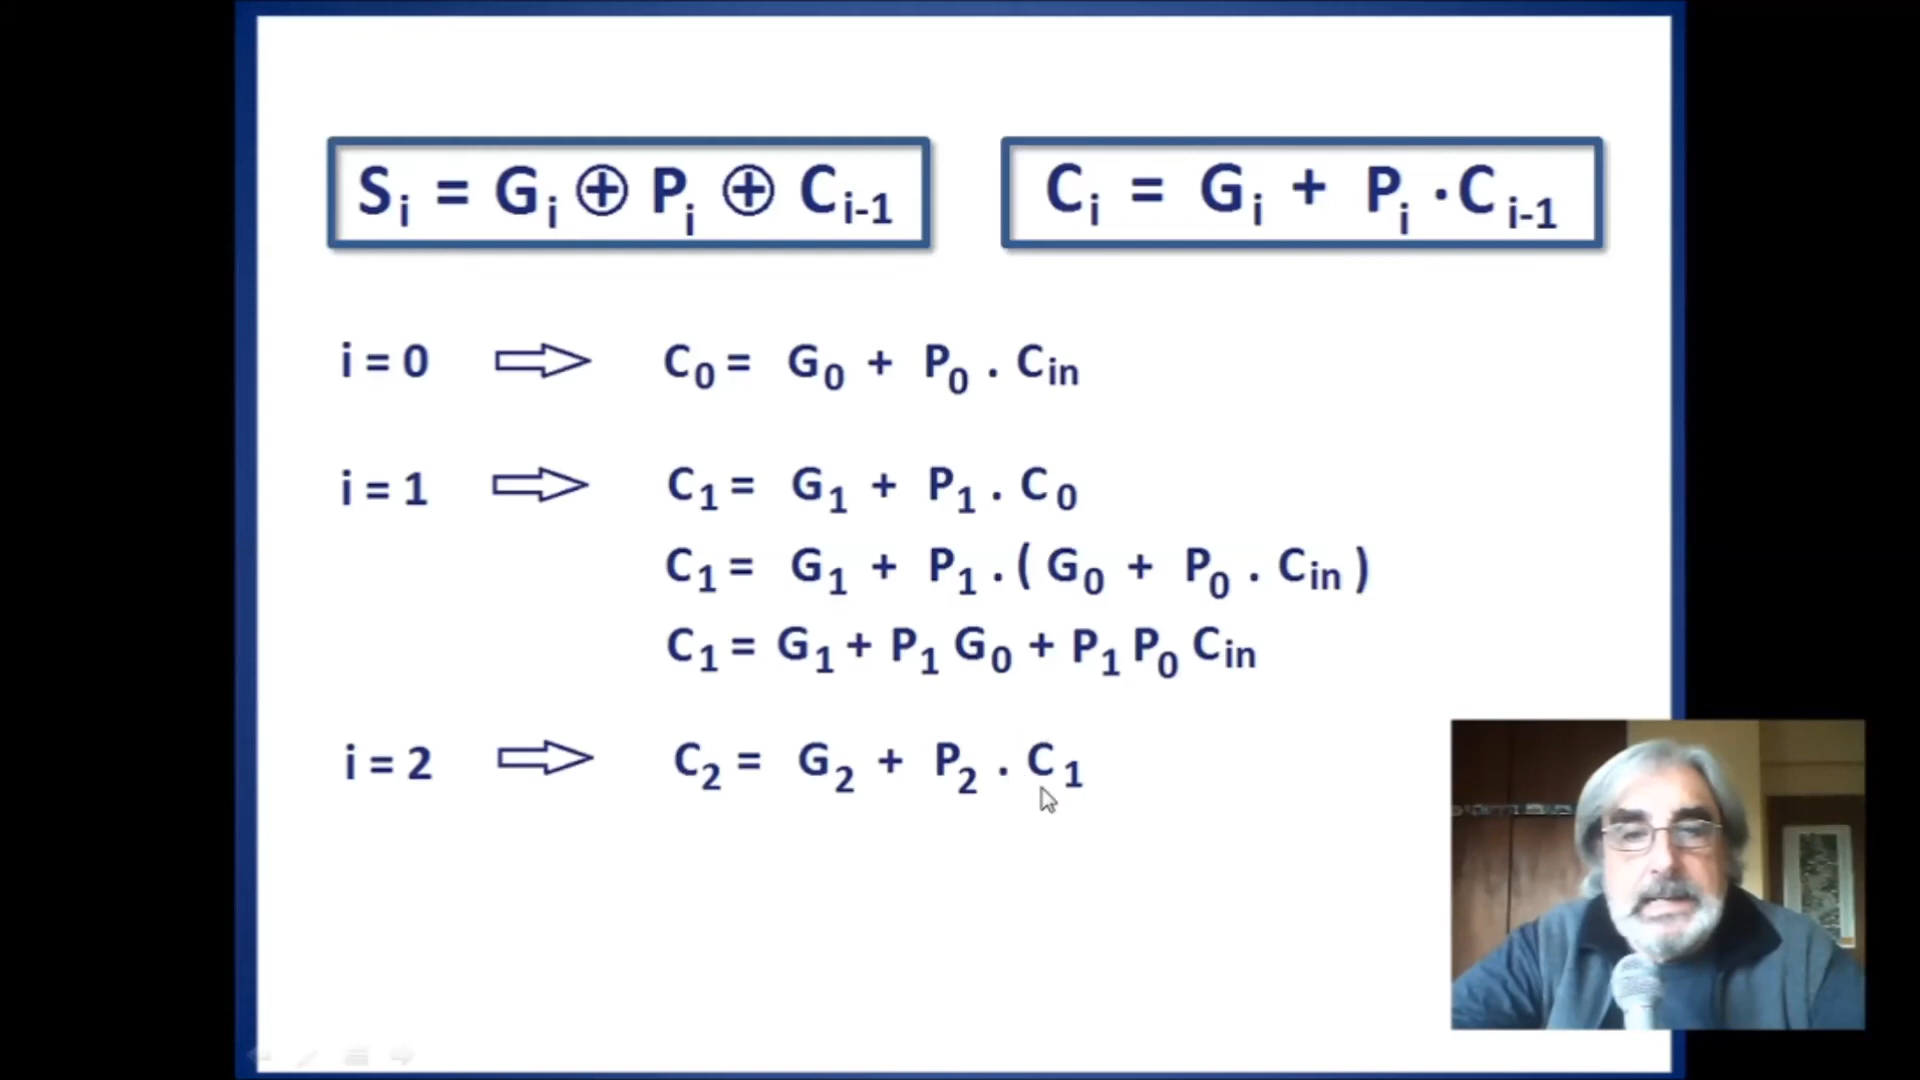 Sᵢ = Gᵢ ⊕ Pᵢ ⊕ Cᵢ₋₁
Cᵢ = Gᵢ + Pᵢ · Cᵢ₋₁
i = 0 ⇨ C₀ = G₀ + P₀ . Cᵢₙ
i = 1 ⇨ C₁ = G₁ + P₁ . C₀
C₁ = G₁ + P₁ . ( G₀ + P₀ . Cᵢₙ )
C₁ = G₁ + P₁ G₀ + P₁ P₀ Cᵢₙ
i = 2 ⇨ C₂ = G₂ + P₂ . C₁